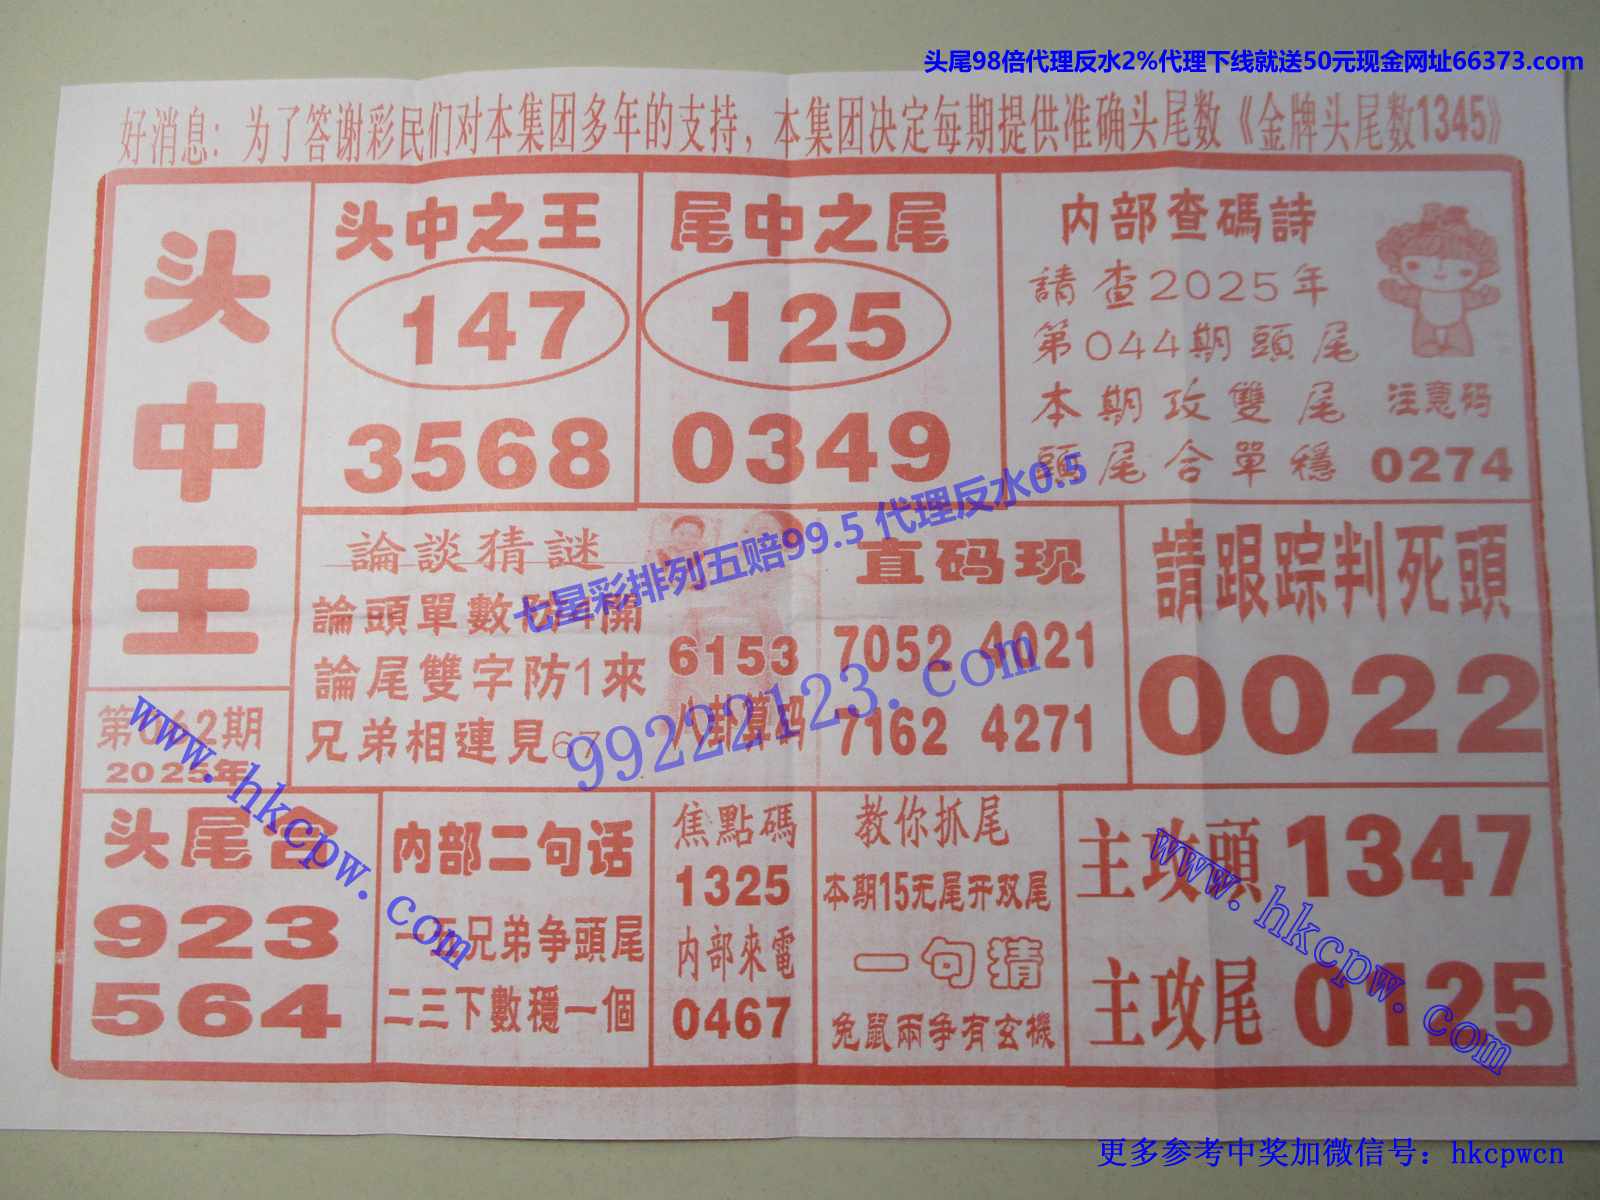 头尾98倍代理反水2%代理下线就送50元现金网址66373.com
好消息：为了答谢彩民们对本集团多年的支持，本集团决定每期提供准确头尾数《金牌头尾数1345》
头中王
第 2期
2025年
头中之王
147
3568
尾中之尾
125
0349
内部查碼詩
請查2025年
第044期頭尾
本期攻雙尾
頭尾合單穩
注意码
0274
論談猜謎
論頭單數 開
論尾雙字防1來
兄弟相連見67
6153
八卦算码
直码现
7052 4021
7162 4271
請跟踪判死頭
0022
七星彩排列五赔99.5 代理反水0.5
99222123.com
www.hkcpw.com
头尾合
923
564
内部二句话
兄弟争頭尾
二三下數穩一個
焦點碼
1325
内部來電
0467
教你抓尾
本期15无尾开双尾
一句猜
兔鼠兩争有玄機
主攻頭 1347
主攻尾 0125
www.hkcpw.com
更多参考中奖加微信号：hkcpwcn